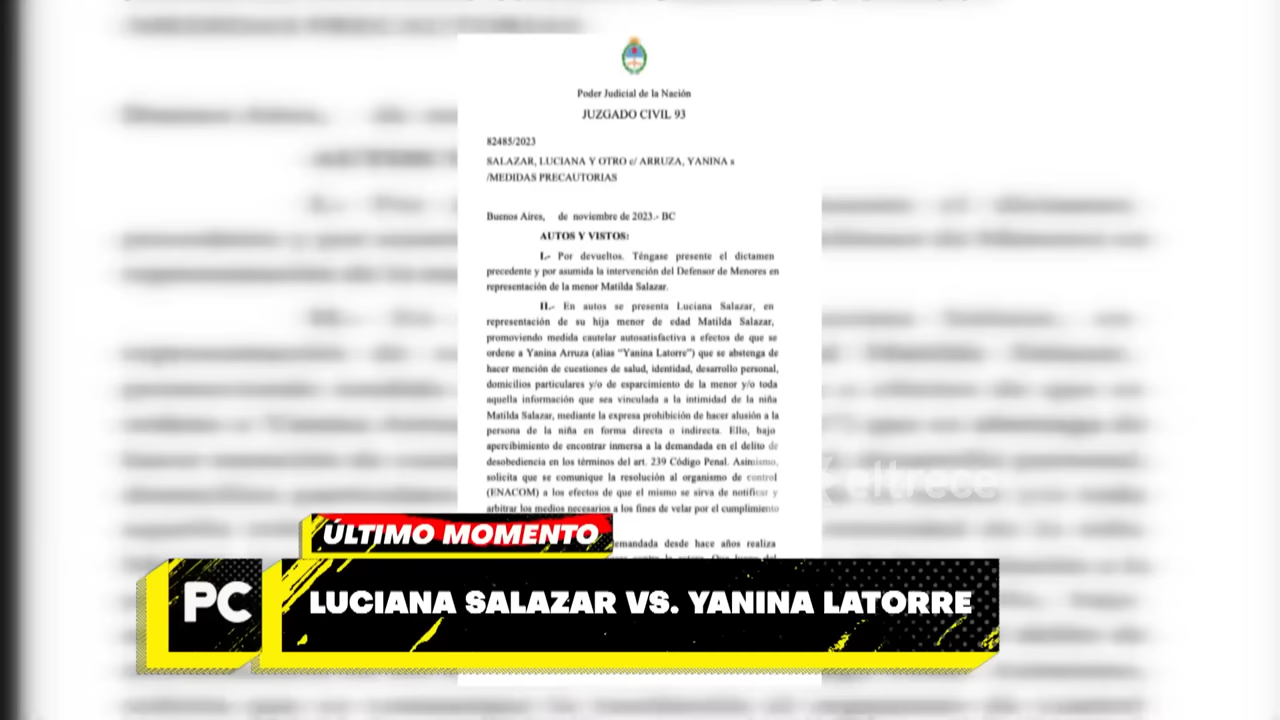 Poder Judicial de la Nación
JUZGADO CIVIL 93
82485/2023
SALAZAR, LUCIANA Y OTRO c/ ARRUZA, YANINA s
/MEDIDAS PRECAUTORIAS
Buenos Aires, de noviembre de 2023.- BC
AUTOS Y VISTOS:
I.- Por devueltos. Téngase presente el dictamen
precedente y por asumida la intervención del Defensor de Menores en
representación de la menor Matilda Salazar.
II.- En autos se presenta Luciana Salazar, en
representación de su hija menor de edad Matilda Salazar,
promoviendo medida cautelar autosatisfactiva a efectos de que se
ordene a Yanina Arruza (alias “Yanina Latorre”) que se abstenga de
hacer mención de cuestiones de salud, identidad, desarrollo personal,
domicilios particulares y/o de esparcimiento de la menor y/o toda
aquella información que sea vinculada a la intimidad de la niña
Matilda Salazar, mediante la expresa prohibición de hacer alusión a la
persona de la niña en forma directa o indirecta. Ello, bajo
apercibimiento de encontrar inmersa a la demandada en el delito de
desobediencia en los términos del art. 239 Código Penal. Asimismo,
solicita que se comunique la resolución al organismo de control
(ENACOM) a los efectos de que el mismo se sirva de notificar y
arbitrar los medios necesarios a los fines de velar por el cumplimiento
emandada desde hace años realiza
eltrece
ÚLTIMO MOMENTO
PC
LUCIANA SALAZAR VS. YANINA LATORRE